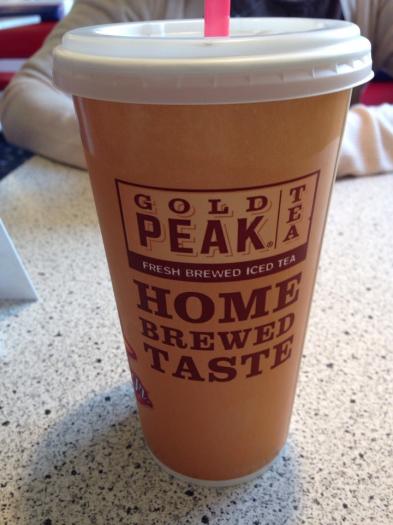 GOLD
PEAK® TEA
FRESH BREWED ICED TEA
HOME
BREWED
TASTE